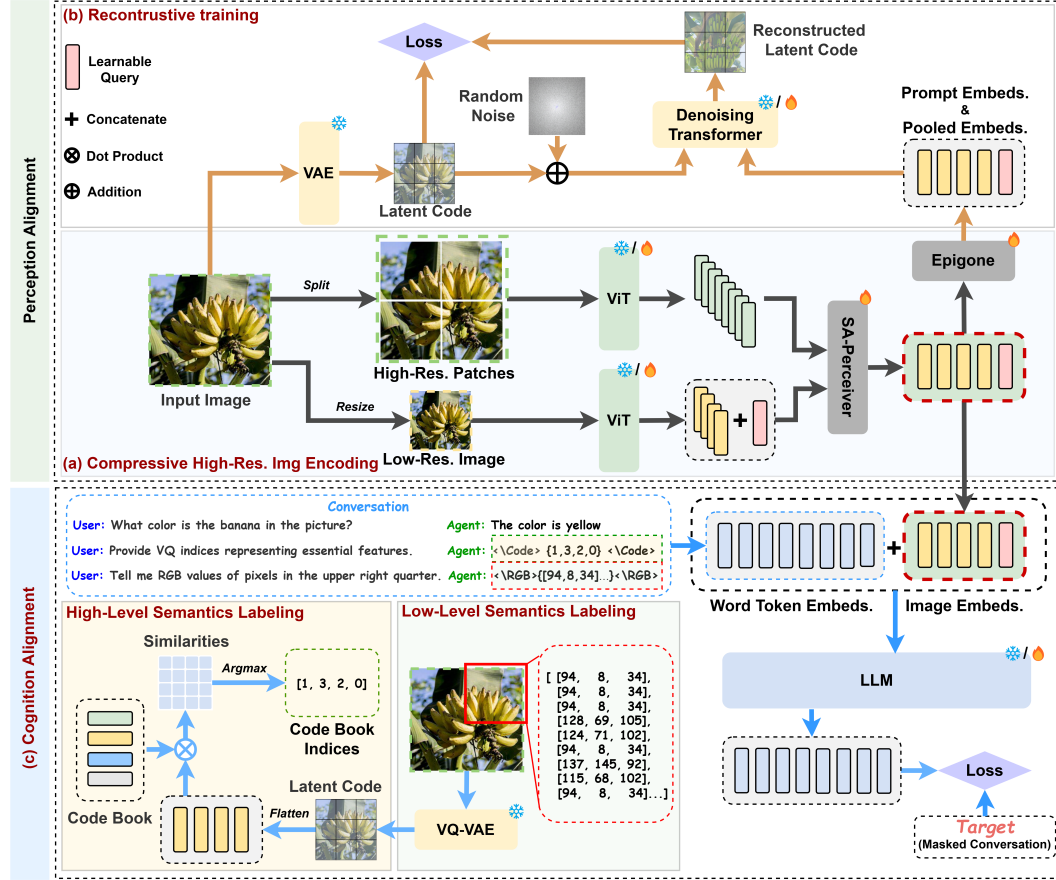 Perception Alignment
(b) Recontrustive training
Learnable
Query
Concatenate
Dot Product
Addition
Loss
VAE
Latent Code
Random
Noise
Reconstructed
Latent Code
Denoising
Transformer
/
Prompt Embeds.
&
Pooled Embeds.
Epigone
Input Image
Split
High-Res. Patches
Resize
Low-Res. Image
ViT
/
ViT
/
SA-Perceiver
(a) Compressive High-Res. Img Encoding
(c) Cognition Alignment
Conversation
User: What color is the banana in the picture? Agent: The color is yellow
User: Provide VQ indices representing essential features. Agent: <\Code> {1,3,2,0} <\Code>
User: Tell me RGB values of pixels in the upper right quarter. Agent: <\RGB>{[94,8,34]...}<\RGB>
Word Token Embeds.
Image Embeds.
High-Level Semantics Labeling
Similarities
Argmax
[1, 3, 2, 0]
Code Book
Indices
Code Book
Flatten
Latent Code
Low-Level Semantics Labeling
[ [94, 8, 34],
[94, 8, 34],
[94, 8, 34],
[128, 69, 105],
[124, 71, 102],
[94, 8, 34],
[137, 145, 92],
[115, 68, 102],
[94, 8, 34]...]
VQ-VAE
LLM
/
Loss
Target
(Masked Conversation)